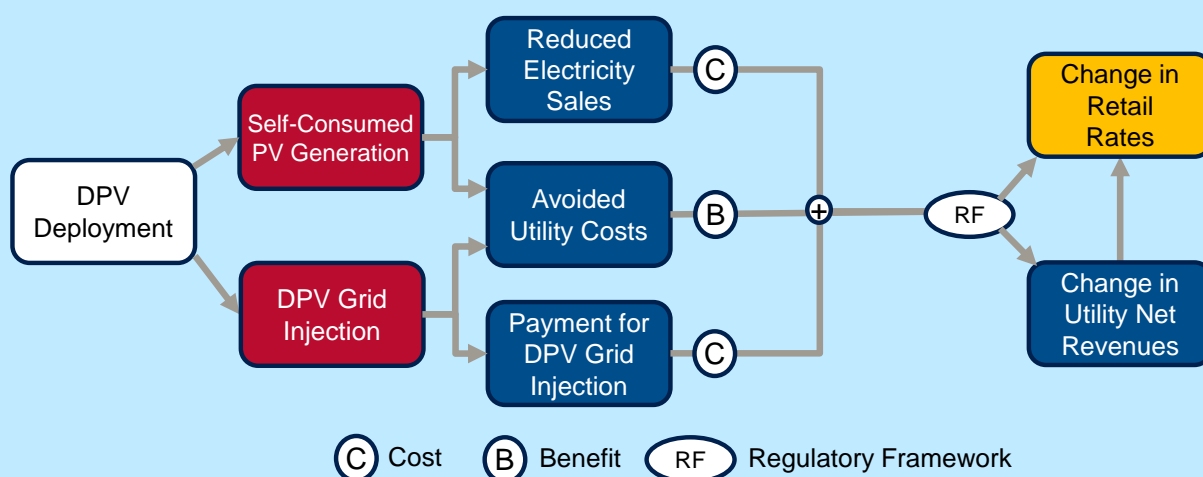 DPV
Deployment
Self-Consumed
PV Generation
DPV Grid
Injection
Reduced
Electricity
Sales
Avoided
Utility Costs
Payment for
DPV Grid
Injection
C
B
C
+
RF
Change in
Retail
Rates
Change in
Utility Net
Revenues
C Cost
B Benefit
RF Regulatory Framework